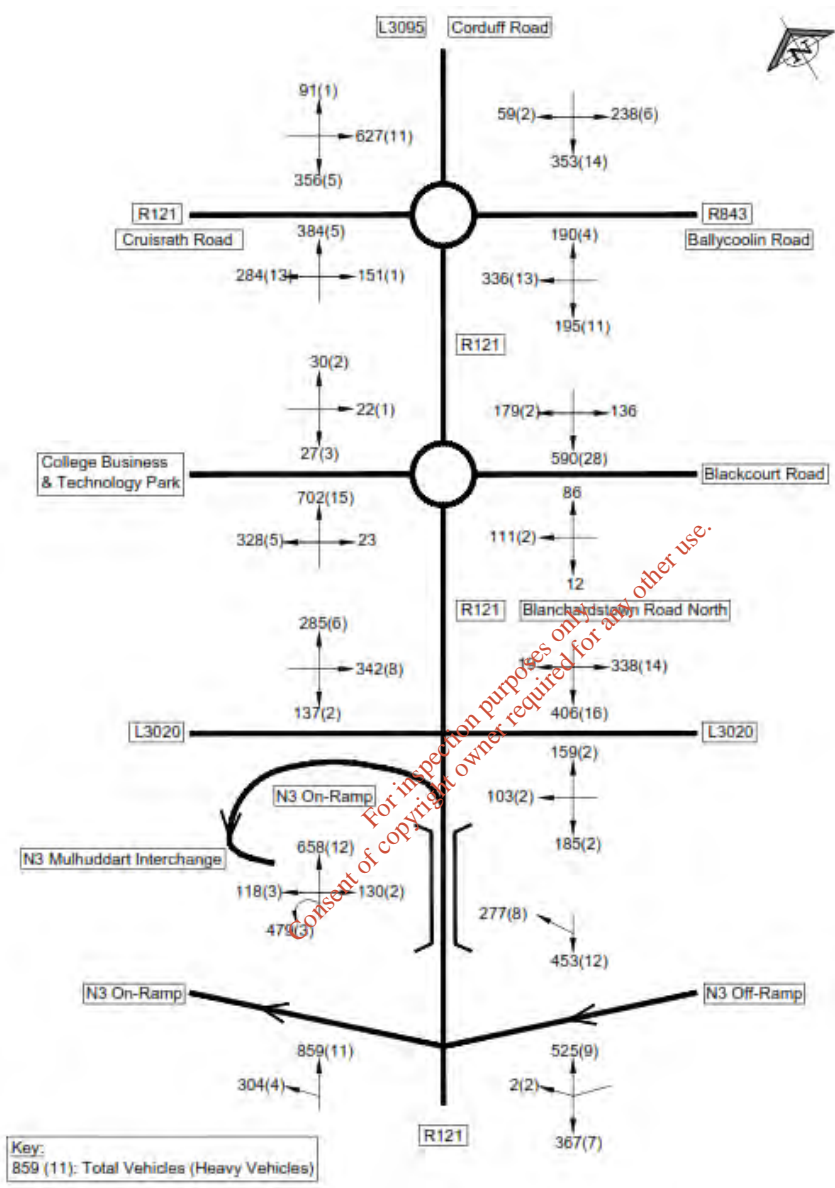 L3095 Corduff Road
N
91(1)
627(11)
356(5)
59(2) 238(6)
353(14)
R121
Cruisrath Road
R843
Ballycoolin Road
384(5)
284(13) 151(1)
190(4)
336(13)
195(11)
R121
30(2)
22(1)
27(3)
179(2) 136
590(28)
College Business
& Technology Park
Blackcourt Road
702(15)
328(5) 23
86
111(2)
12
R121 Blanchardstown Road North
285(6)
342(8)
137(2)
338(14)
406(16)
L3020
L3020
159(2)
103(2)
185(2)
N3 On-Ramp
N3 Mulhuddart Interchange
658(12)
118(3) 130(2)
479(3)
277(8)
453(12)
N3 On-Ramp
N3 Off-Ramp
859(11)
304(4)
525(9)
2(2)
367(7)
R121
Key:
859 (11): Total Vehicles (Heavy Vehicles)
For inspection purposes only.
Consent of copyright owner required for any other use.